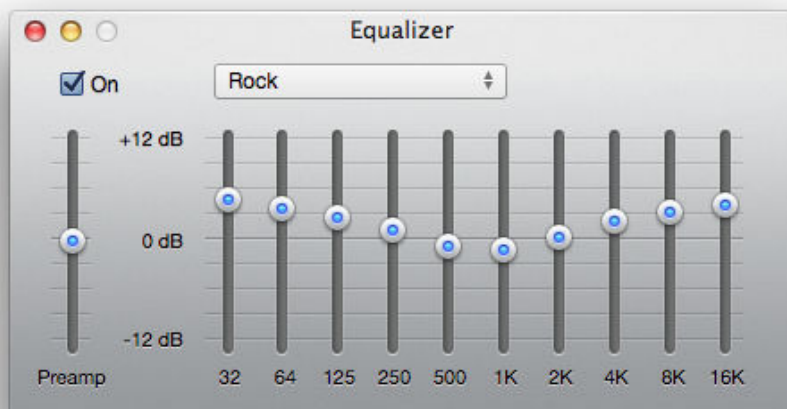 Equalizer
On
Rock
+12 dB
0 dB
-12 dB
Preamp 32 64 125 250 500 1K 2K 4K 8K 16K